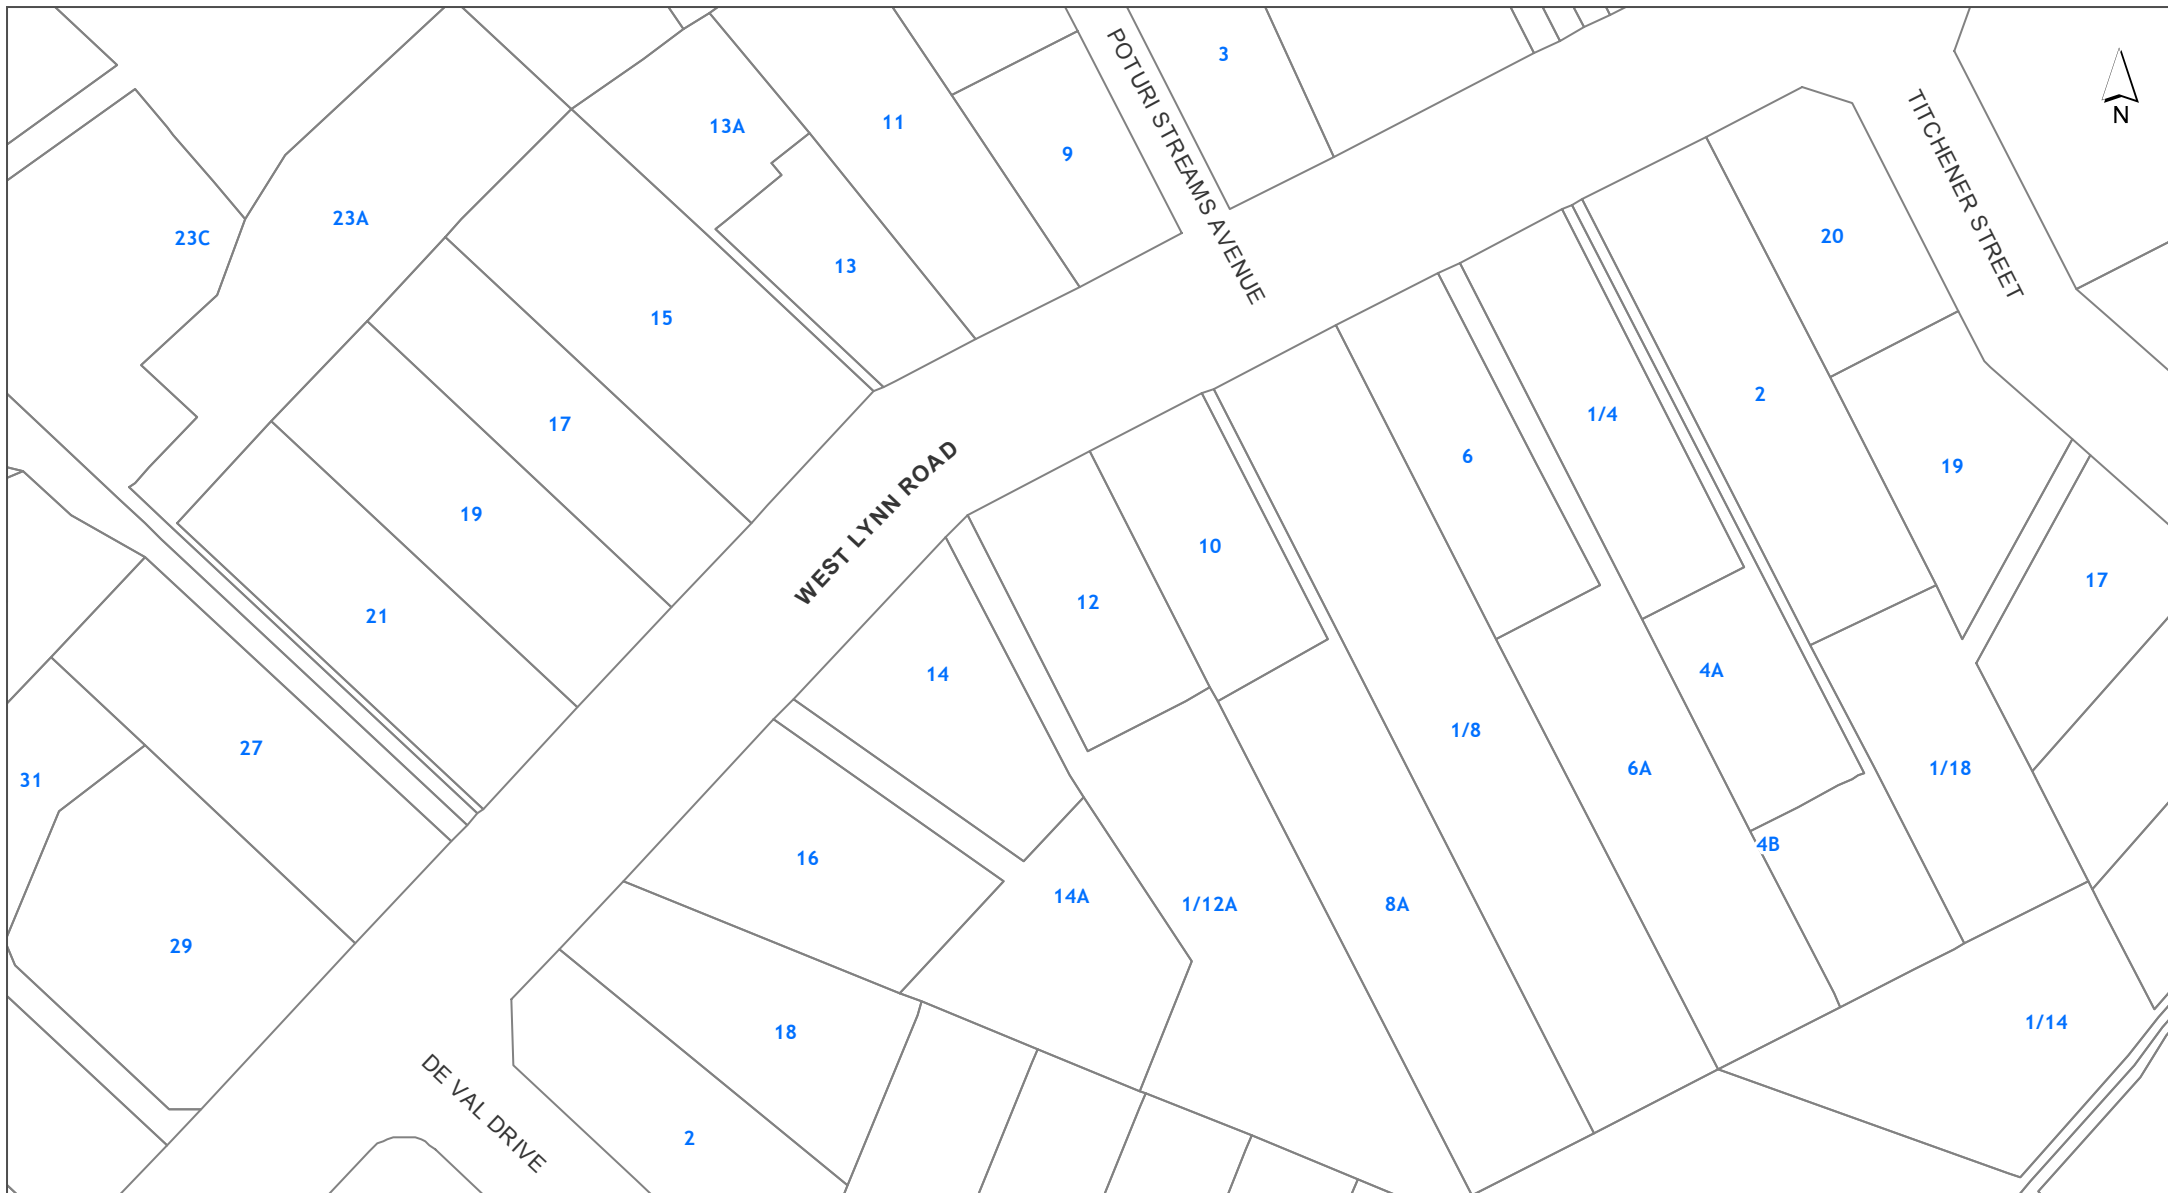 3
POTURI STREAMS AVENUE
TITCHENER STREET
N
13A
11
9
23A
23C
20
13
15
2
1/4
17
WEST LYNN ROAD
6
19
19
10
17
12
21
14
4A
1/8
27
6A
1/18
31
4B
16
14A
1/12A
8A
29
18
1/14
DE VAL DRIVE
2